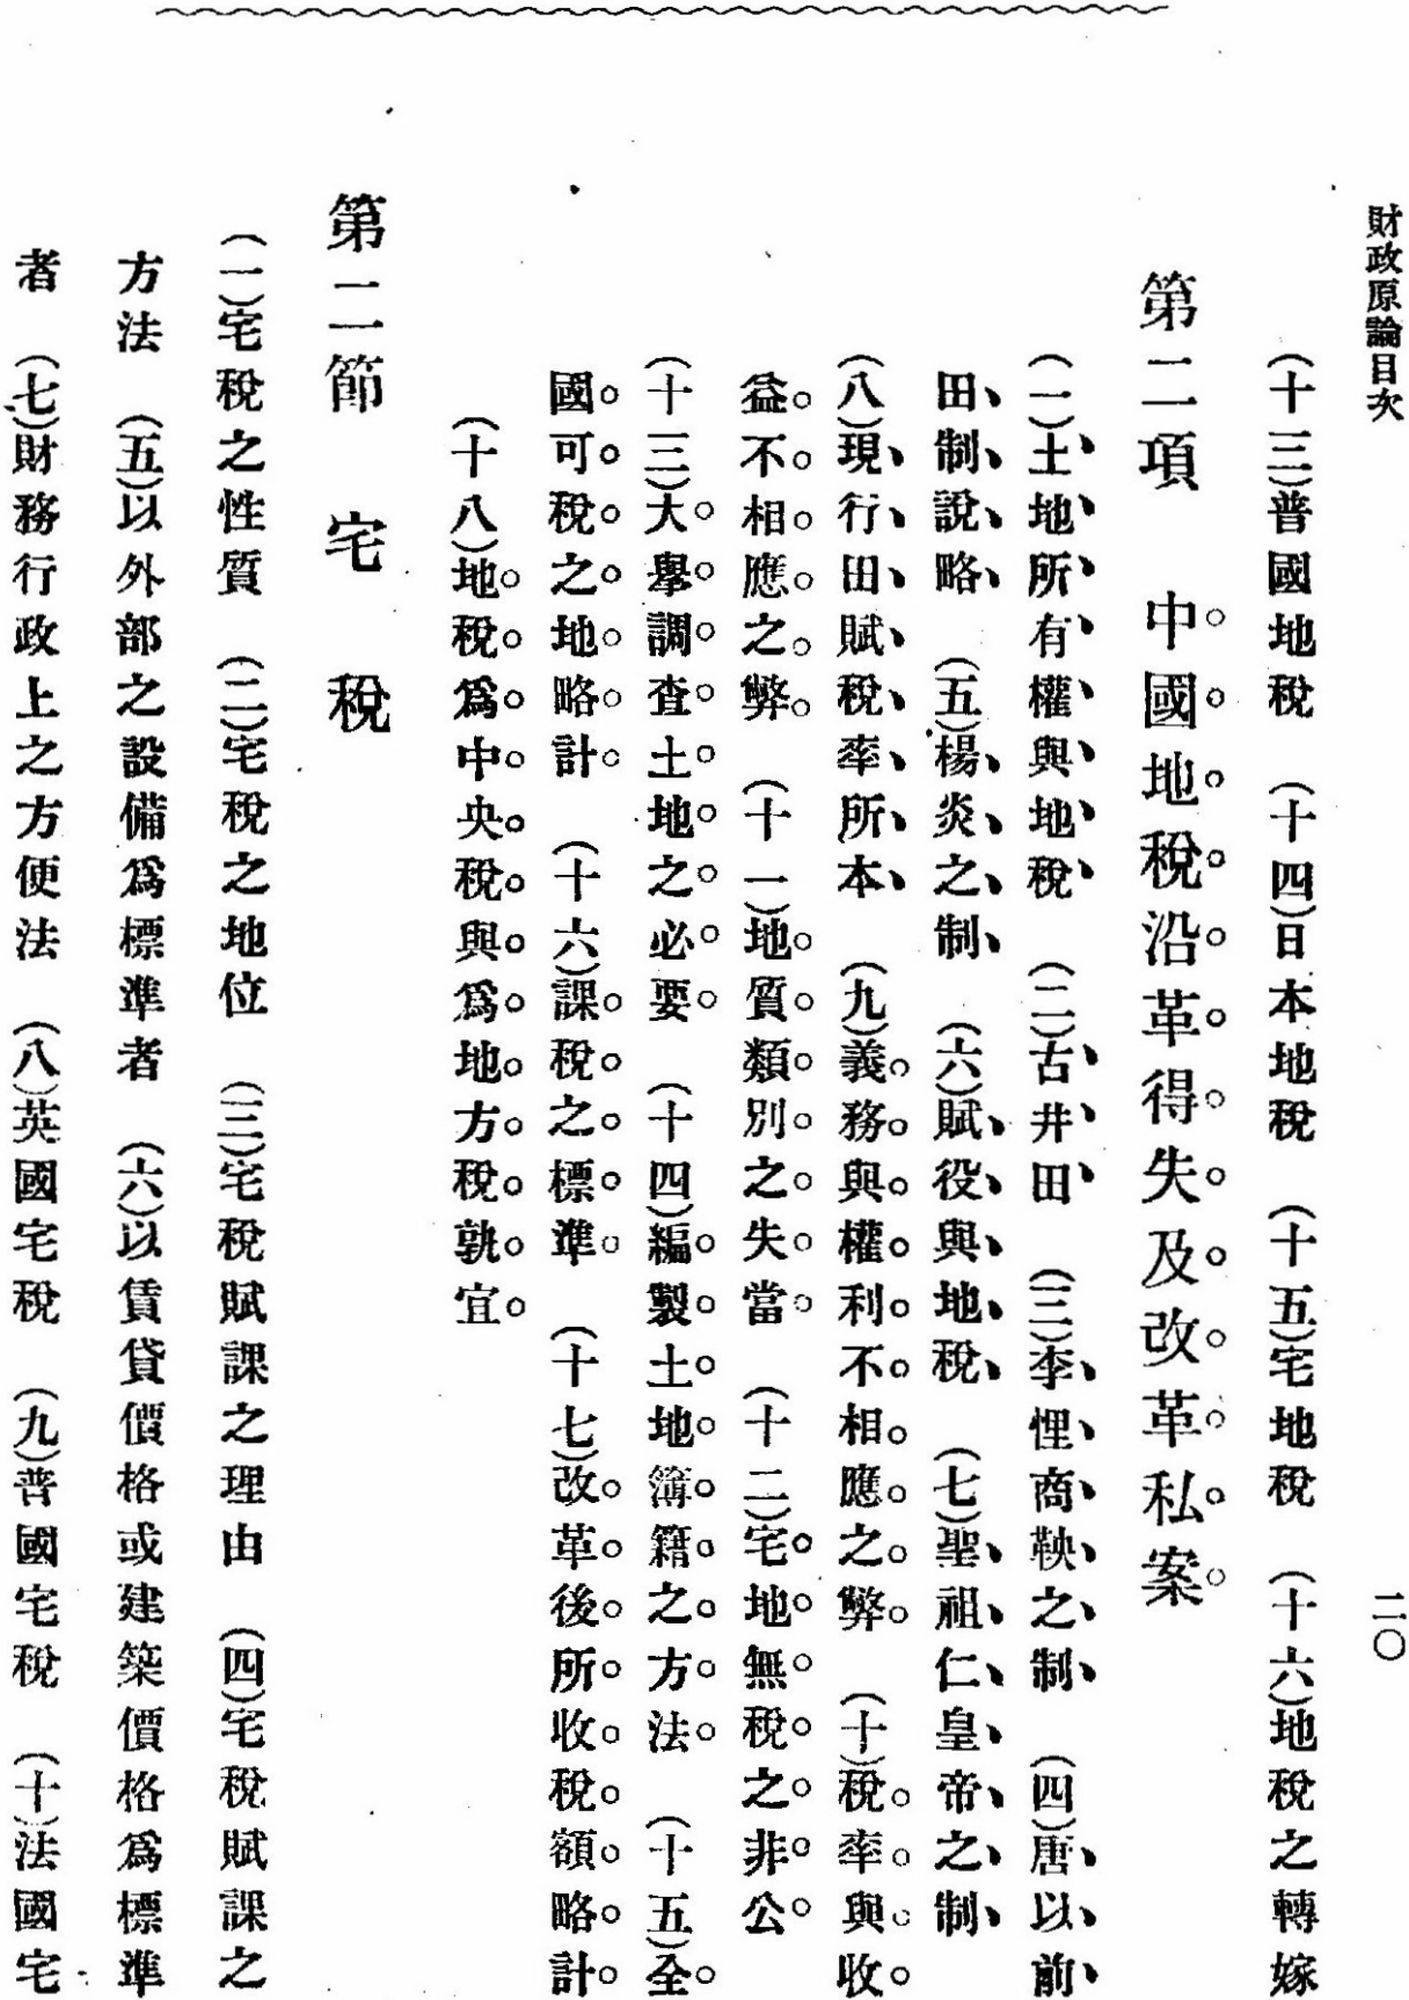 財政原論目次
二〇
(十三)普國地稅　(十四)日本地稅　(十五)宅地稅　(十六)地稅之轉嫁
第二項　中國地稅沿革得失及改革私案
(一)土地所有權與地稅　(二)古井田　(三)李悝商鞅之制　(四)唐以前
田制說略　(五)楊炎之制　(六)賦役與地稅　(七)聖祖仁皇帝之制
(八)現行田賦稅率所本　(九)義務與權利不相應之弊　(十)稅率與收
益不相應之弊　(十一)地質類別之失當　(十二)宅地無稅之非公
(十三)大舉調查土地之必要　(十四)編製土地簿籍之方法　(十五)全
國可稅之地略計　(十六)課稅之標準　(十七)改革後所收稅額略計
(十八)地稅爲中央稅與爲地方稅孰宜
第二節　宅　稅
(一)宅稅之性質　(二)宅稅之地位　(三)宅稅賦課之理由　(四)宅稅賦課之
方法　(五)以外部之設備爲標準者　(六)以賃貸價格或建築價格爲標準
者　(七)財務行政上之方便法　(八)英國宅稅　(九)普國宅稅　(十)法國宅